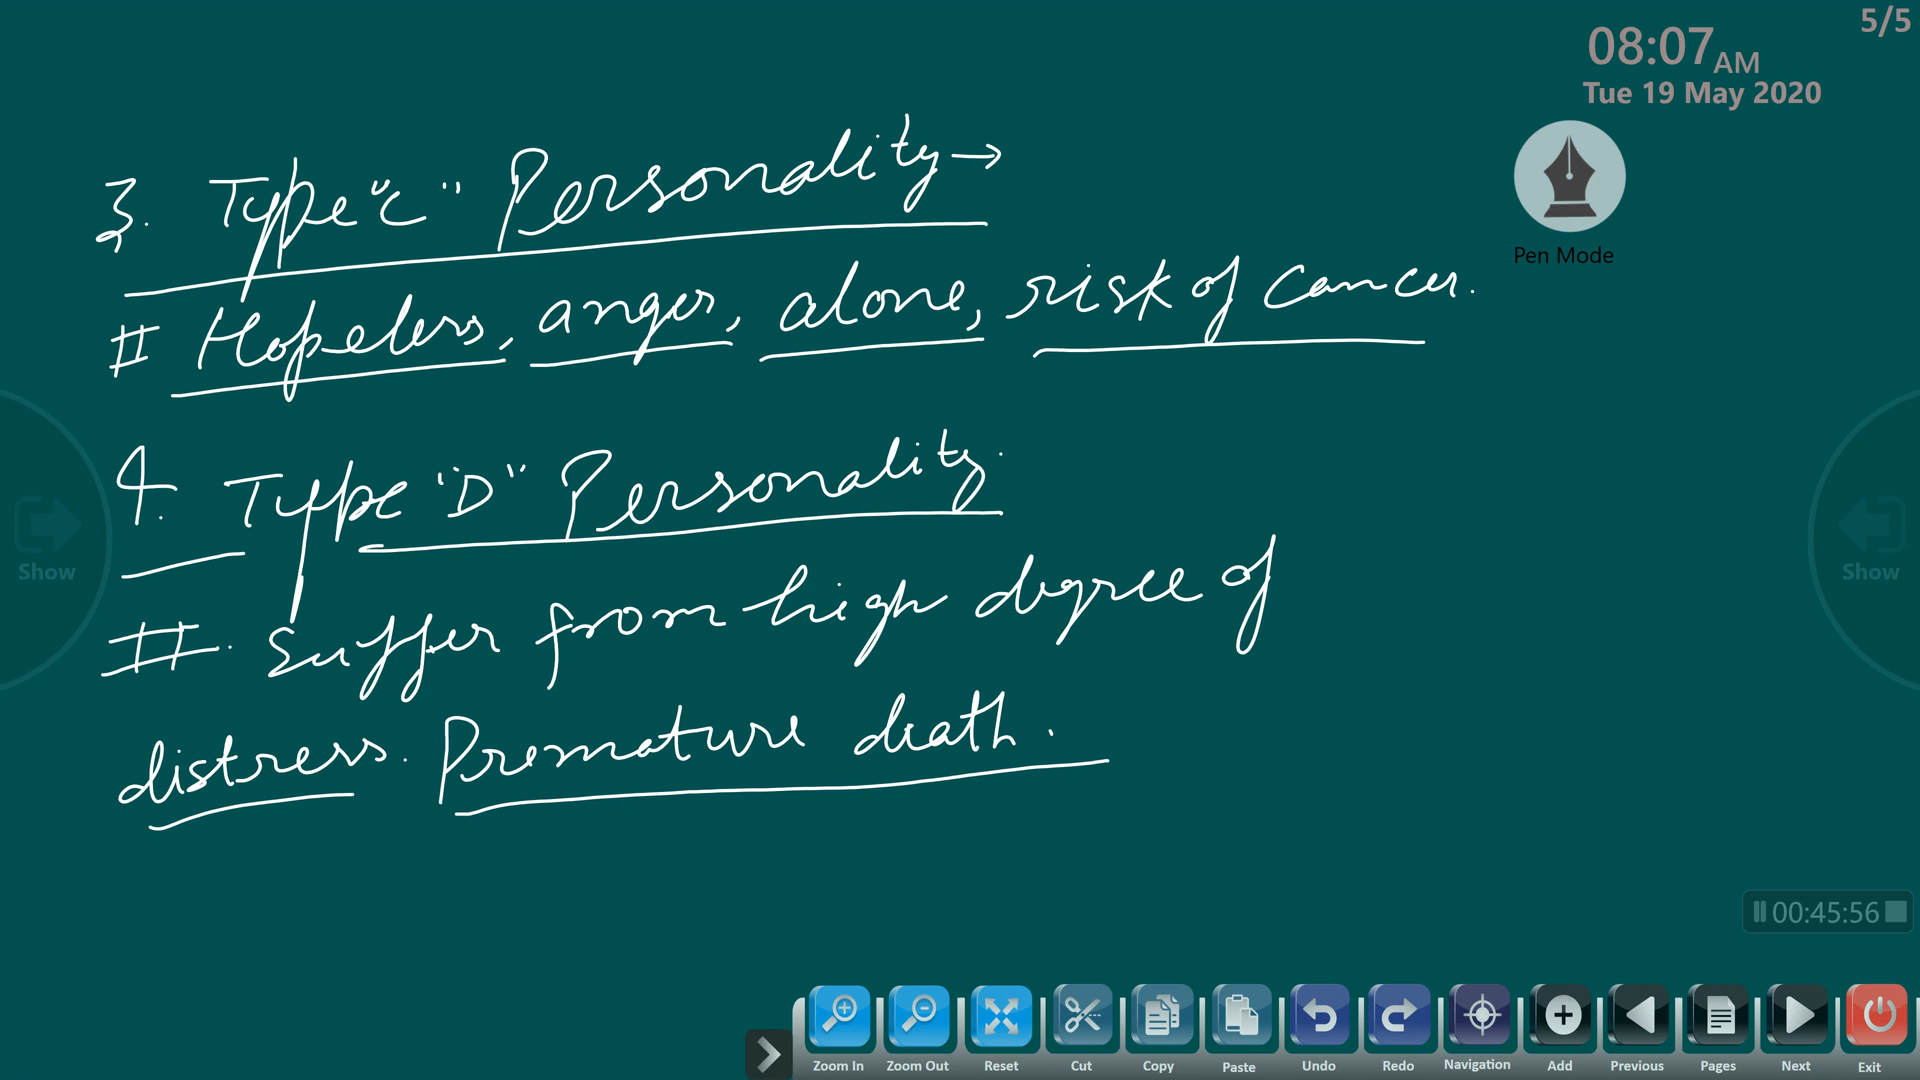 5/5
08:07 AM
Tue 19 May 2020
Pen Mode
3. Type "C" Personality →
# Hopeless, anger, alone, risk of Cancer.
4. Type "D" Personality.
Show
Show
#. Suffer from high degree of
distress. Premature death.
00:45:56
Zoom In Zoom Out Reset Cut Copy Paste Undo Redo Navigation Add Previous Pages Next Exit